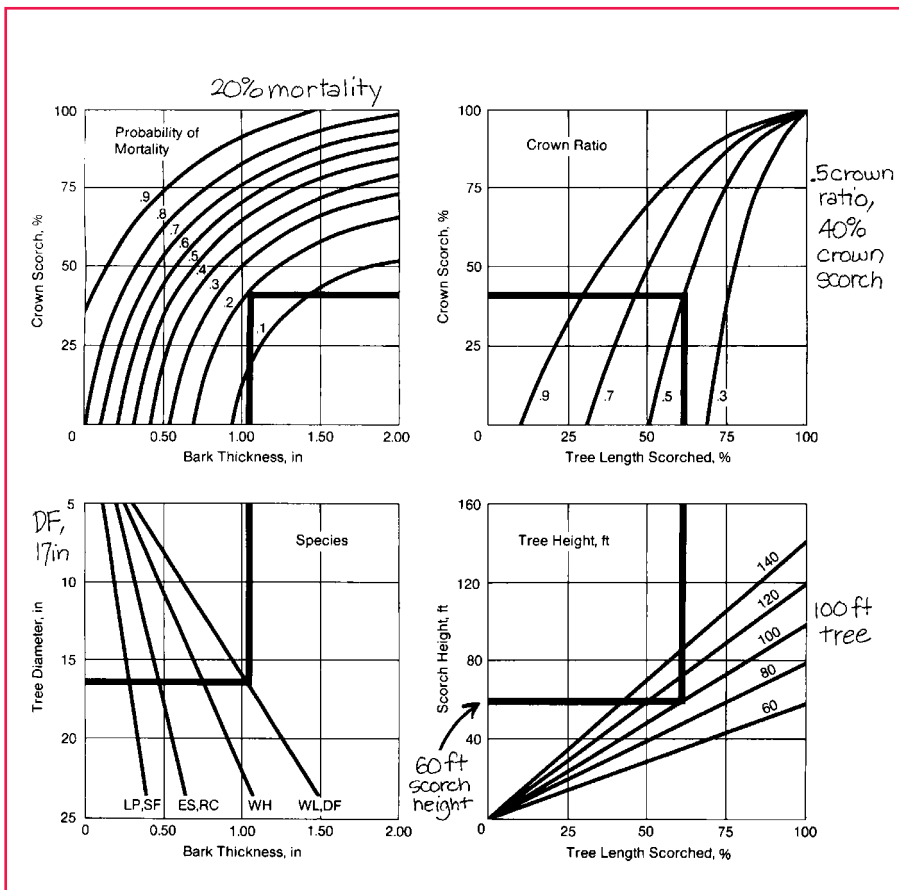 20% mortality
100
75
50
25
0
Crown Scorch, %
Probability of
Mortality
.9
.8
.7
.6
.5
.4
.3
.2
.1
0.50
1.00
1.50
2.00
Bark Thickness, in
100
75
50
25
0
Crown Scorch, %
Crown Ratio
.9
.7
.5
.3
25
50
75
100
Tree Length Scorched, %
.5 crown
ratio,
40%
crown
scorch
DF,
17in
5
10
15
20
25
Tree Diameter, in
Species
LP,SF
ES,RC
WH
WL,DF
0
0.50
1.00
1.50
2.00
Bark Thickness, in
160
120
80
40
0
Scorch Height, ft
Tree Height, ft
140
120
100
80
60
25
50
75
100
Tree Length Scorched, %
100ft
tree
60ft
scorch
height